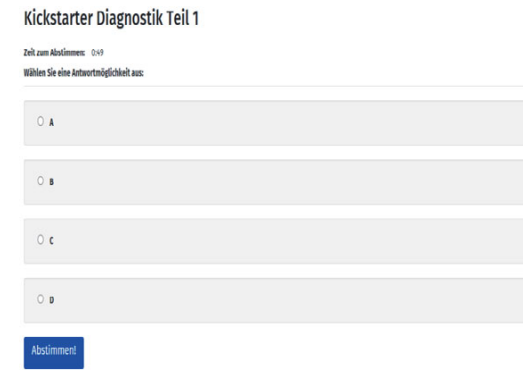 Kickstarter Diagnostik Teil 1
Zeit zum Abstimmen: 0:49
Wählen Sie eine Antwortmöglichkeit aus:
A
B
C
D
Abstimmen!